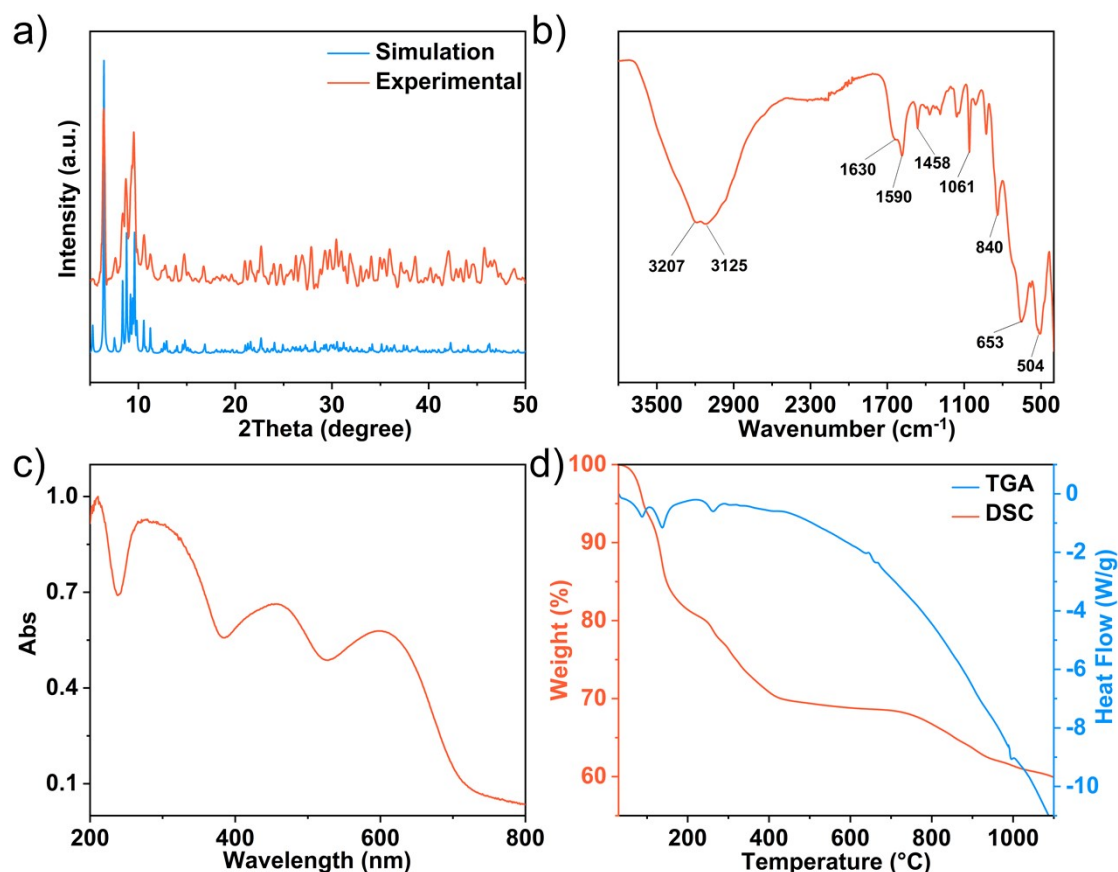 a)
Simulation
Experimental
Intensity (a.u.)
10 20 30 40 50
2Theta (degree)
b)
1630
1590
1458
1061
840
3207
3125
653
504
3500 2900 2300 1700 1100 500
Wavenumber (cm⁻¹)
c)
1.0
0.7
0.4
0.1
Abs
200 300 400 500 600 700 800
Wavelength (nm)
d)
TGA
DSC
100
90
80
70
60
Weight (%)
0
-2
-4
-6
-8
-10
Heat Flow (W/g)
200 400 600 800 1000
Temperature (°C)